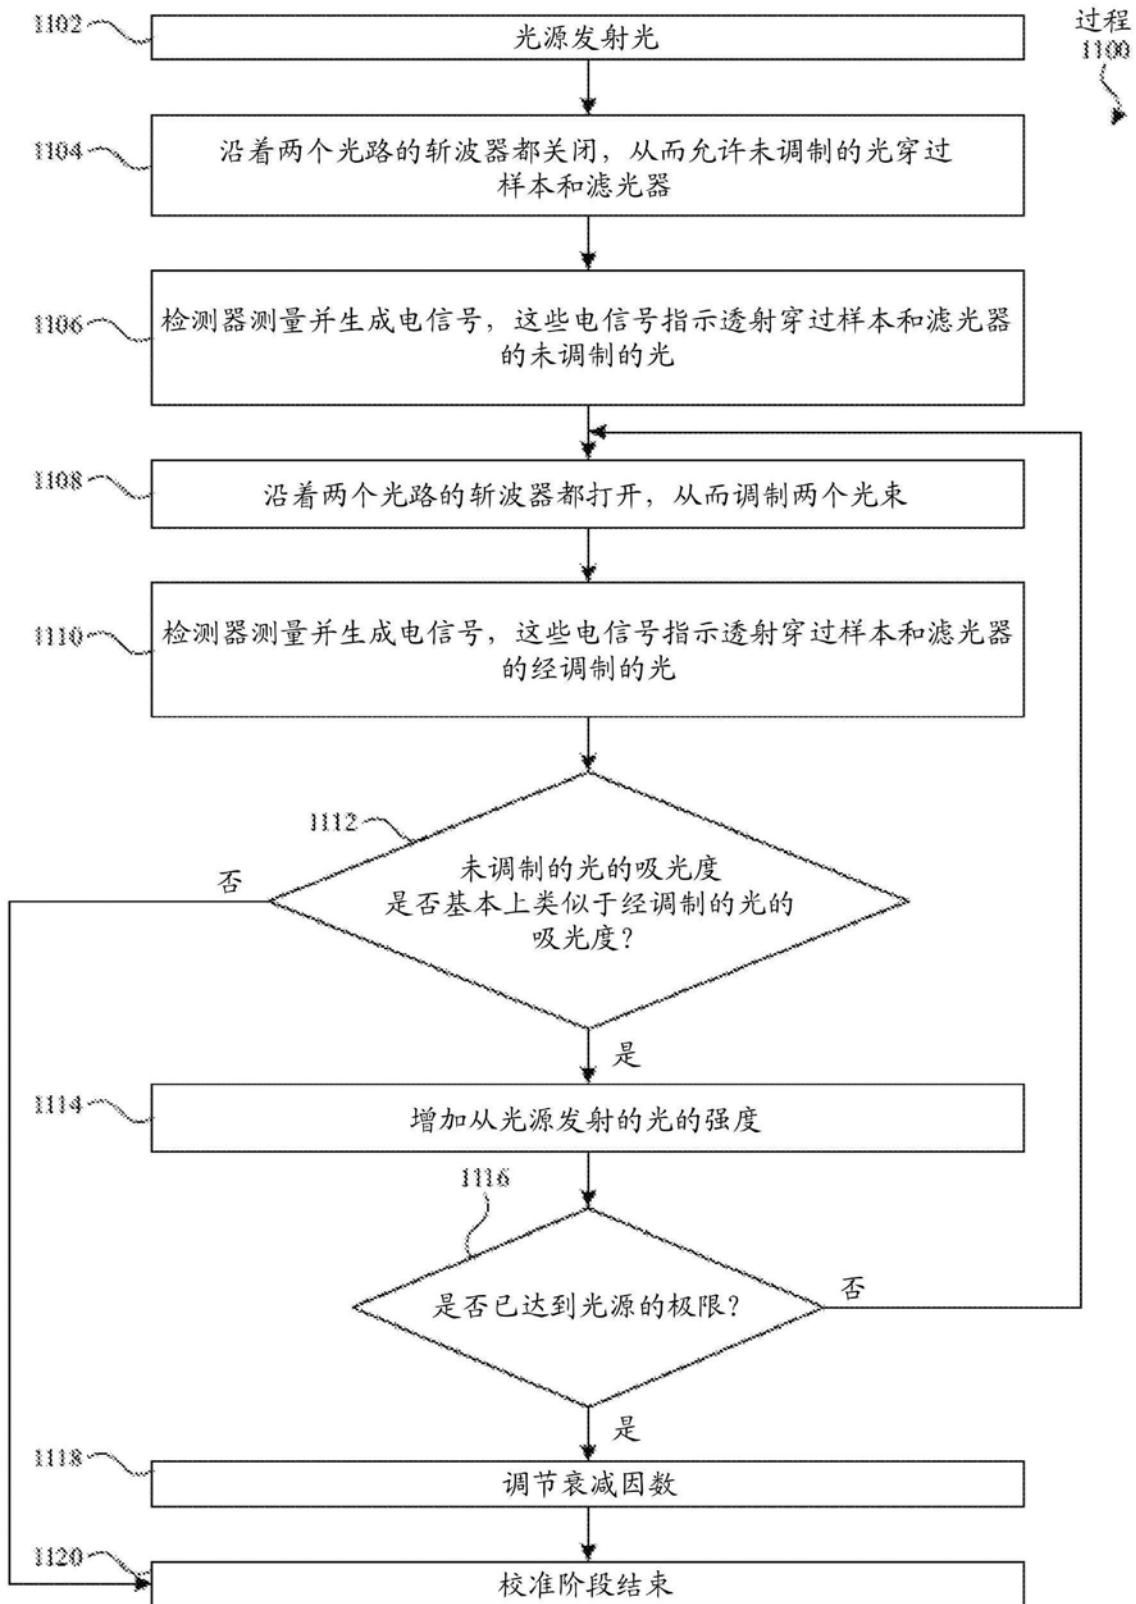 1102
光源发射光
过程
1100
1104
沿着两个光路的斩波器都关闭，从而允许未调制的光穿过
样本和滤光器
1106
检测器测量并生成电信号，这些电信号指示透射穿过样本和滤光器
的未调制的光
1108
沿着两个光路的斩波器都打开，从而调制两个光束
1110
检测器测量并生成电信号，这些电信号指示透射穿过样本和滤光器
的经调制的光
1112
未调制的光的吸光度
是否基本上类似于经调制的光的
吸光度？
否
是
1114
增加从光源发射的光的强度
1116
是否已达到光源的极限？
否
是
1118
调节衰减因数
1120
校准阶段结束